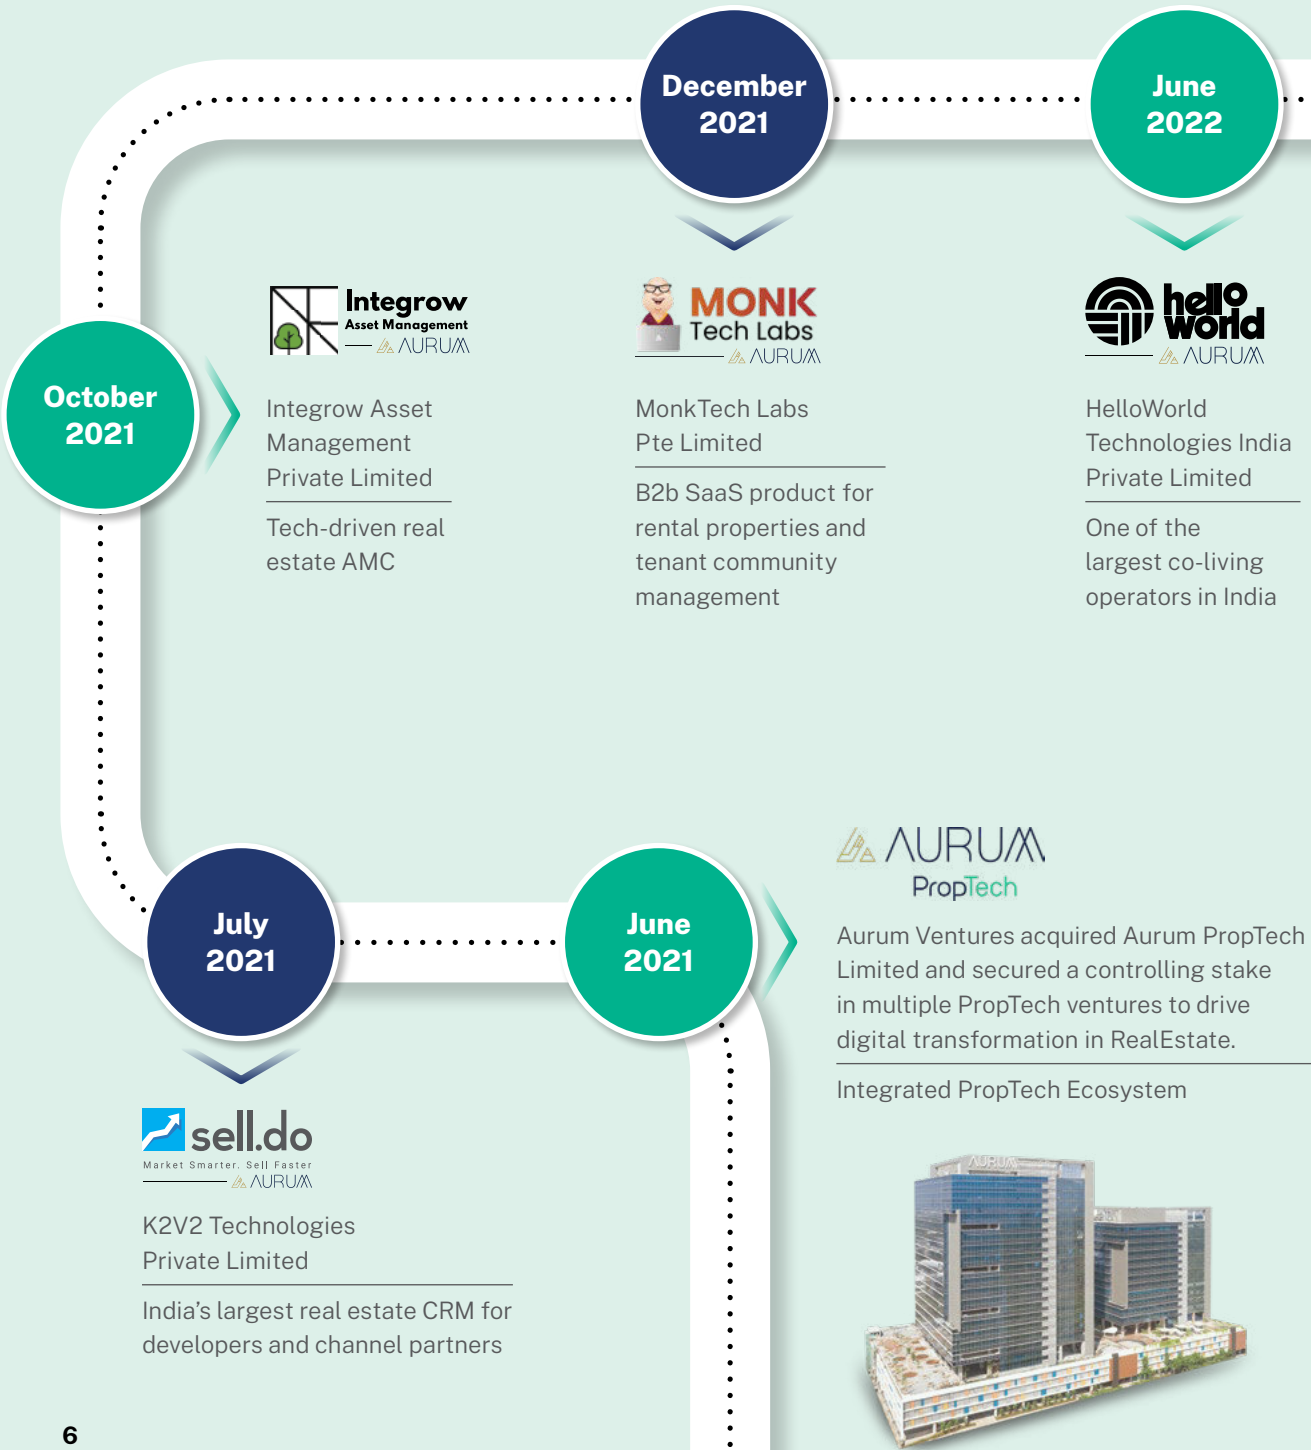 December
2021
June
2022
October
2021
Integrow
Asset Management
AURUM
Integrow Asset
Management
Private Limited
Tech-driven real
estate AMC
MONK
Tech Labs
AURUM
MonkTech Labs
Pte Limited
B2b SaaS product for
rental properties and
tenant community
management
hello
world
AURUM
HelloWorld
Technologies India
Private Limited
One of the
largest co-living
operators in India
July
2021
June
2021
AURUM
PropTech
Aurum Ventures acquired Aurum PropTech
Limited and secured a controlling stake
in multiple PropTech ventures to drive
digital transformation in RealEstate.
Integrated PropTech Ecosystem
AURUM
sell.do
Market Smarter. Sell Faster
AURUM
K2V2 Technologies
Private Limited
India’s largest real estate CRM for
developers and channel partners
6